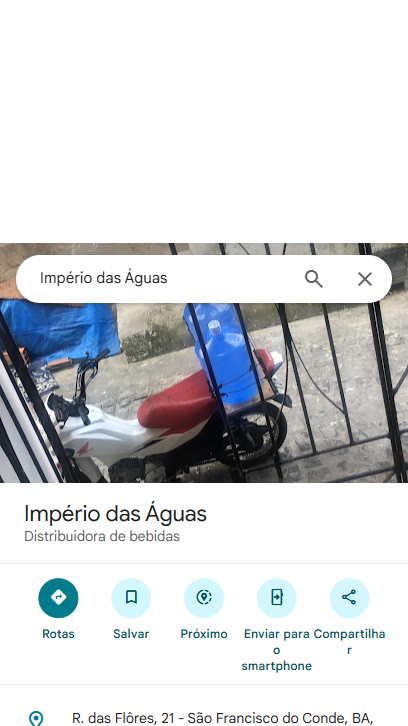 Império das Águas
Império das Águas
Distribuidora de bebidas
Rotas
Salvar
Próximo
Enviar para
o
smartphone
Compartilha
r
R. das Flôres, 21 - São Francisco do Conde, BA,